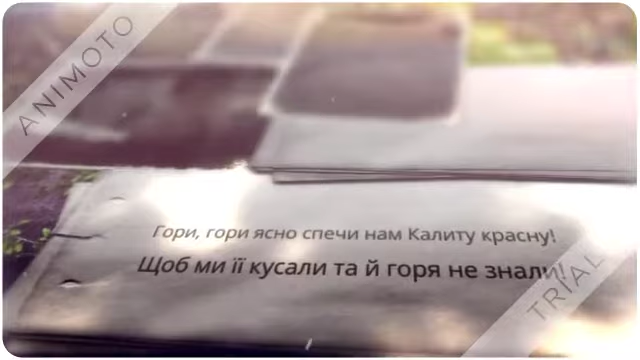 ANIMOTO
Гори, гори ясно спечи нам Калиту красну!
Щоб ми її кусали та й горя не знали!
TRIAL